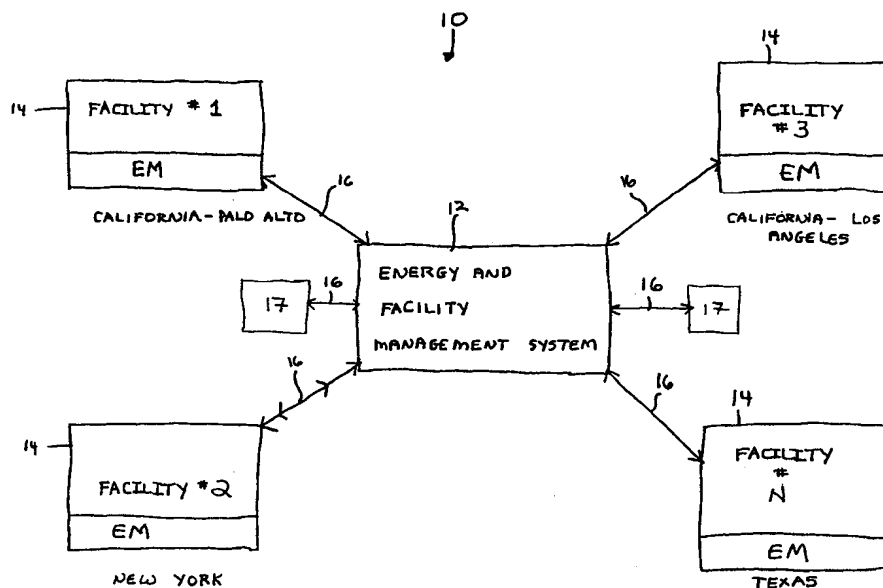 10
14
FACILITY #1
EM
CALIFORNIA-PALO ALTO
16
14
FACILITY
#3
EM
CALIFORNIA- LOS
ANGELES
16
12
ENERGY AND
FACILITY
MANAGEMENT SYSTEM
17
16
16
17
16
14
FACILITY #2
EM
NEW YORK
16
14
FACILITY
#
N
EM
TEXAS